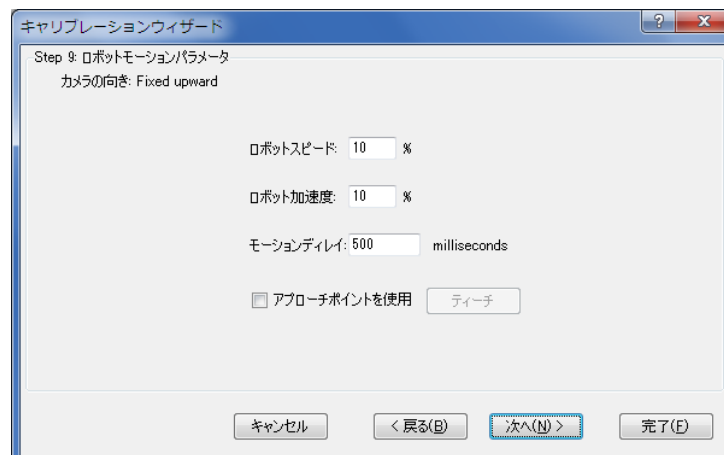 キャリブレーションウィザード
Step 9: ロボットモーションパラメータ
カメラの向き: Fixed upward
ロボットスピード: 10 %
ロボット加速度: 10 %
モーションディレイ: 500 milliseconds
アプローチポイントを使用 ティーチ
キャンセル < 戻る(B) 次へ(N) > 完了(F)